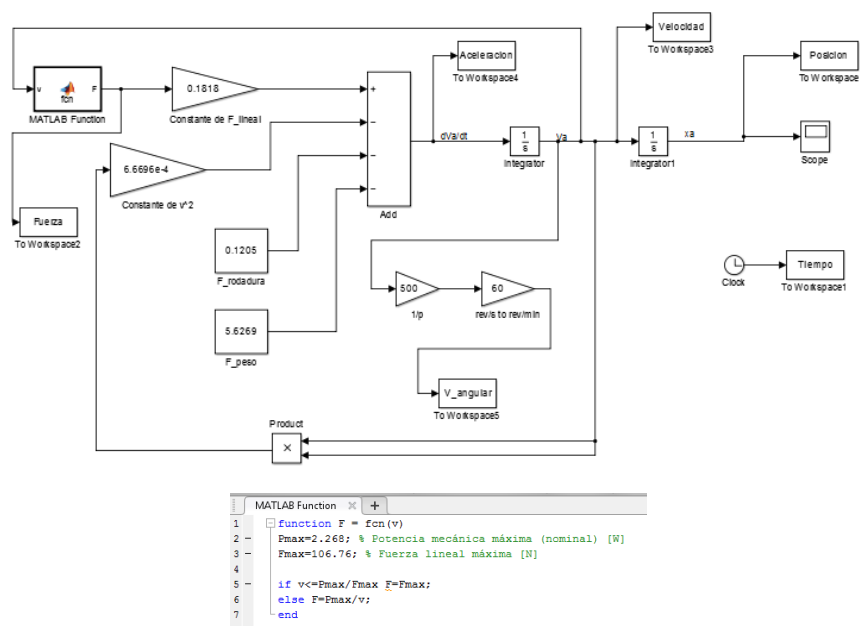 Velocidad
To Workspace3
Aceleracion
To Workspace4
Posicion
To Workspace
v
fcn
F
MATLAB Function
0.1818
Constante de F_lineal
+
−
−
−
Add
dVa/dt
1
s
Integrator
Va
1
s
Integrator1
xa
Scope
6.6696e-4
Constante de v^2
Fuerza
To Workspace2
0.1205
F_rodadura
Clock
Tiempo
To Workspace1
500
1/p
60
rev/s to rev/min
5.6269
F_peso
V_angular
To Workspace5
Product
×
MATLAB Function × +
1 function F = fcn(v)
2 − Pmax=2.268; % Potencia mecánica máxima (nominal) [W]
3 − Fmax=106.76; % Fuerza lineal máxima [N]
4
5 − if v<=Pmax/Fmax F=Fmax;
6 else F=Pmax/v;
7 end